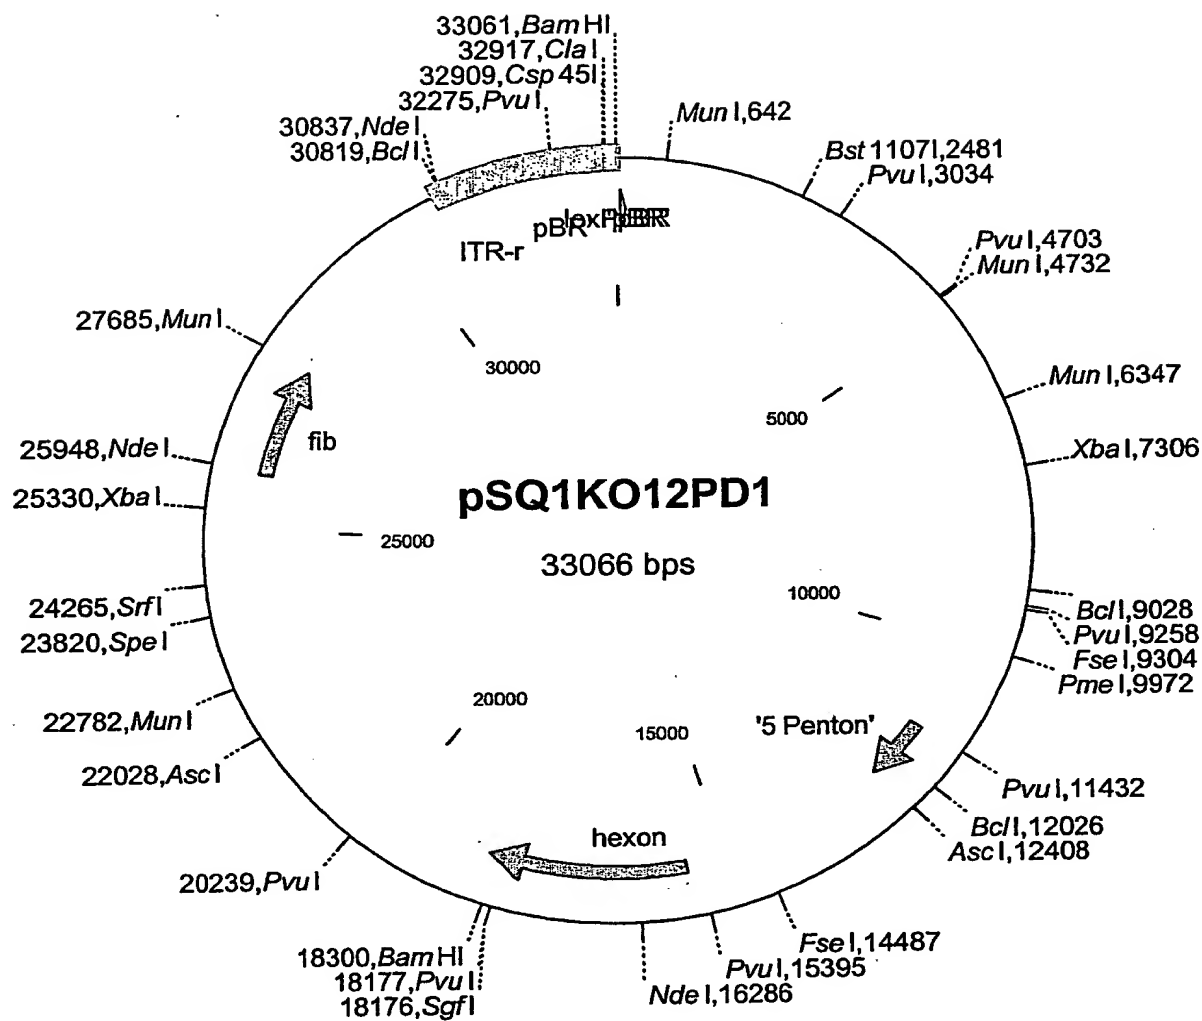 33061,BamHI
32917,ClaI
32909,Csp45I
32275,PvuI
30837,NdeI
30819,BclI
MunI,642
Bst1107I,2481
PvuI,3034
PvuI,4703
MunI,4732
MunI,6347
XbaI,7306
BclI,9028
PvuI,9258
FseI,9304
PmeI,9972
PvuI,11432
BclI,12026
AscI,12408
FseI,14487
PvuI,15395
NdeI,16286
18300,BamHI
18177,PvuI
18176,SgfI
20239,PvuI
22028,AscI
22782,MunI
23820,SpeI
24265,SrfI
25330,XbaI
25948,NdeI
27685,MunI
ITR-r
pBR
fib
hexon
'5 Penton'
30000
5000
25000
10000
20000
15000
pSQ1KO12PD1
33066 bps